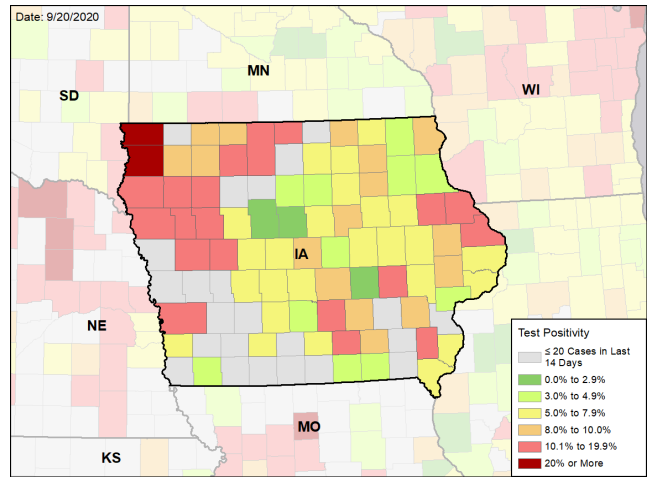 Date: 9/20/2020
MN
SD
WI
IA
NE
MO
KS
Test Positivity
≤ 20 Cases in Last
14 Days
0.0% to 2.9%
3.0% to 4.9%
5.0% to 7.9%
8.0% to 10.0%
10.1% to 19.9%
20% or More